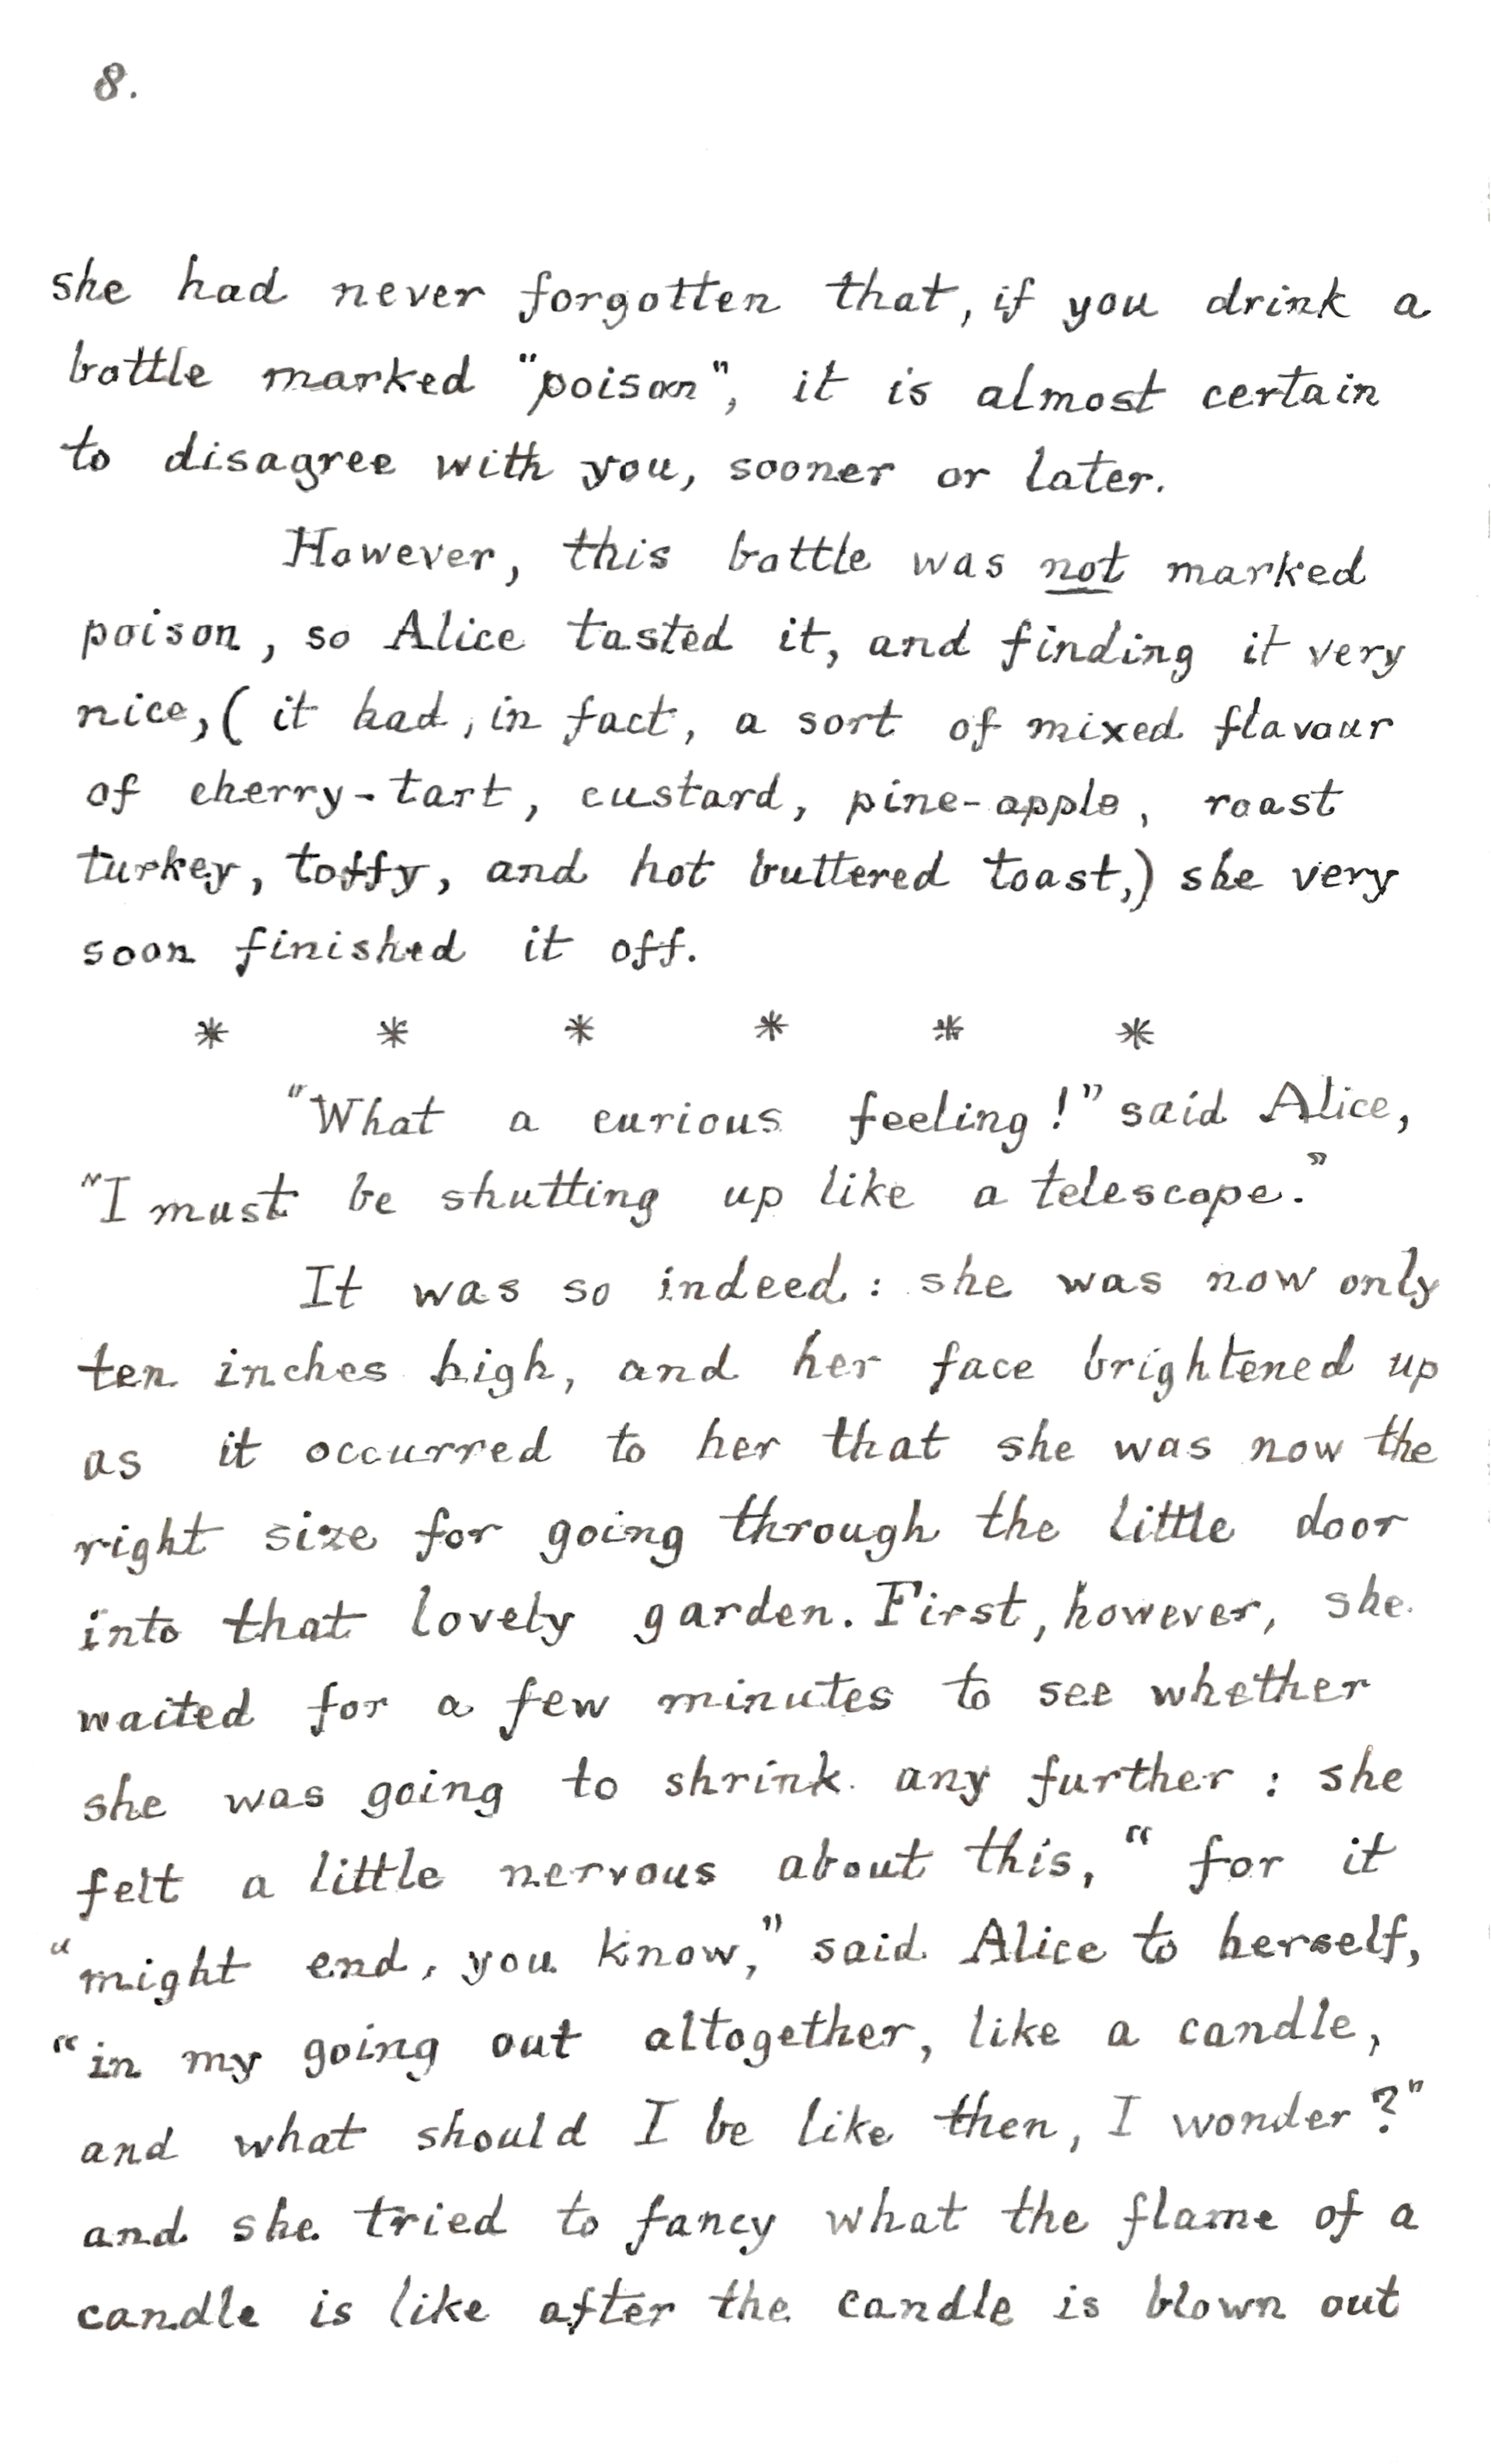 8.
she had never forgotten that, if you drink a
bottle marked "poison", it is almost certain
to disagree with you, sooner or later.
However, this bottle was not marked
poison, so Alice tasted it, and finding it very
nice, (it had, in fact, a sort of mixed flavour
of cherry-tart, custard, pine-apple, roast
turkey, toffy, and hot buttered toast,) she very
soon finished it off.
* * * * * *
"What a curious feeling!" said Alice,
"I must be shutting up like a telescope."
It was so indeed: she was now only
ten inches high, and her face brightened up
as it occurred to her that she was now the
right size for going through the little door
into that lovely garden. First, however, she
waited for a few minutes to see whether
she was going to shrink any further: she
felt a little nervous about this, "for it
"might end, you know," said Alice to herself,
"in my going out altogether, like a candle,
and what should I be like then, I wonder?"
and she tried to fancy what the flame of a
candle is like after the candle is blown out